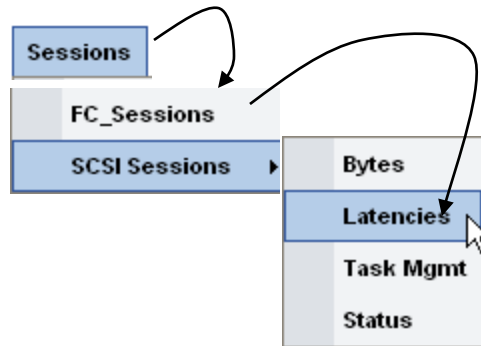 Sessions
FC_Sessions
SCSI Sessions
Bytes
Latencies
Task Mgmt
Status